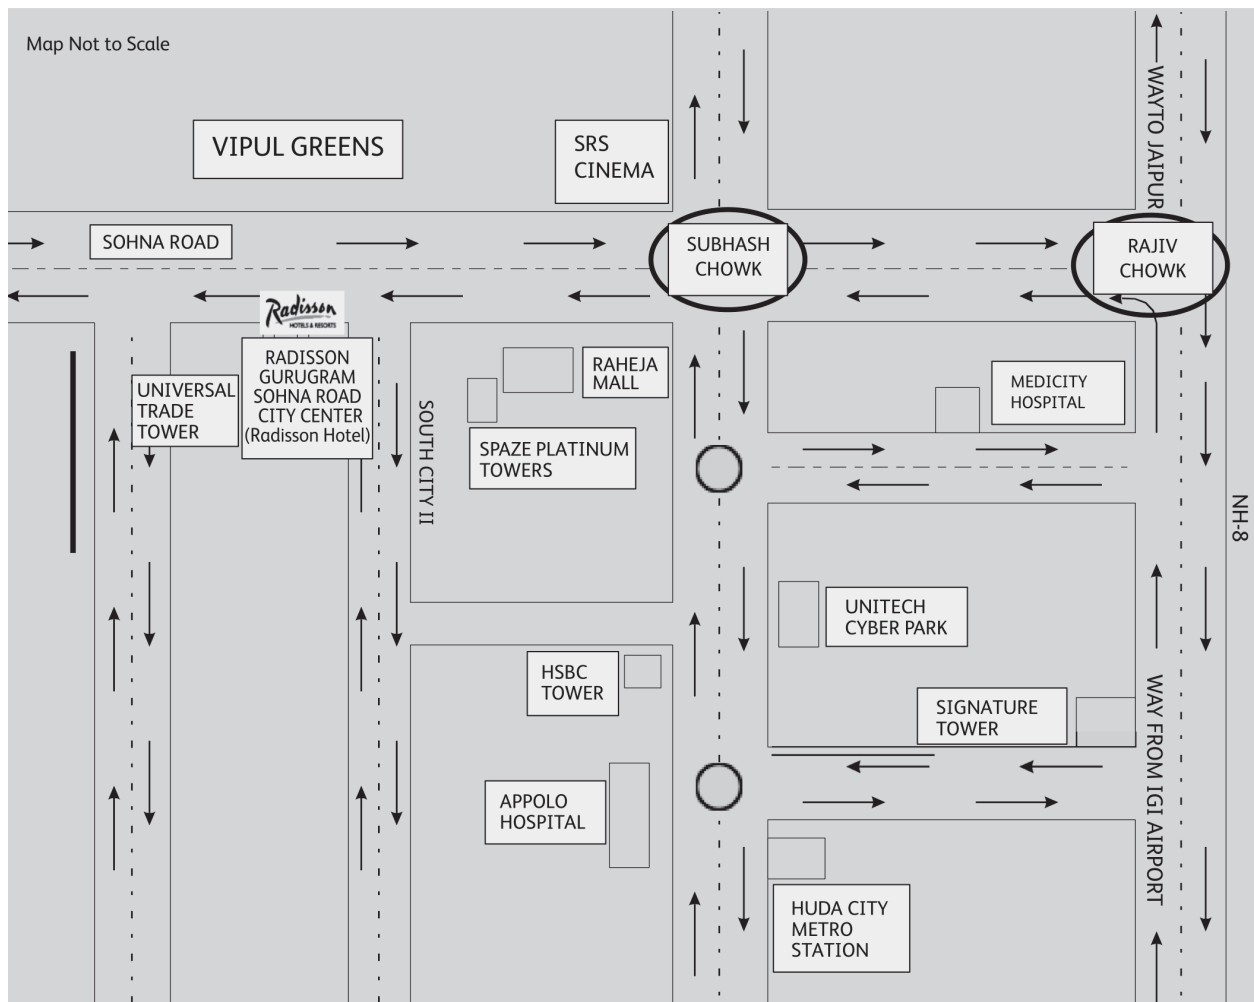 Map Not to Scale
VIPUL GREENS
SRS
CINEMA
WAYTO JAIPUR
SOHNA ROAD
SUBHASH
CHOWK
RAJIV
CHOWK
Radisson
HOTELS & RESORTS
RADISSON
GURUGRAM
SOHNA ROAD
CITY CENTER
(Radisson Hotel)
UNIVERSAL
TRADE
TOWER
SOUTH CITY II
RAHEJA
MALL
SPAZE PLATINUM
TOWERS
MEDICITY
HOSPITAL
NH-8
UNITECH
CYBER PARK
HSBC
TOWER
SIGNATURE
TOWER
WAY FROM IGI AIRPORT
APPOLO
HOSPITAL
HUDA CITY
METRO
STATION